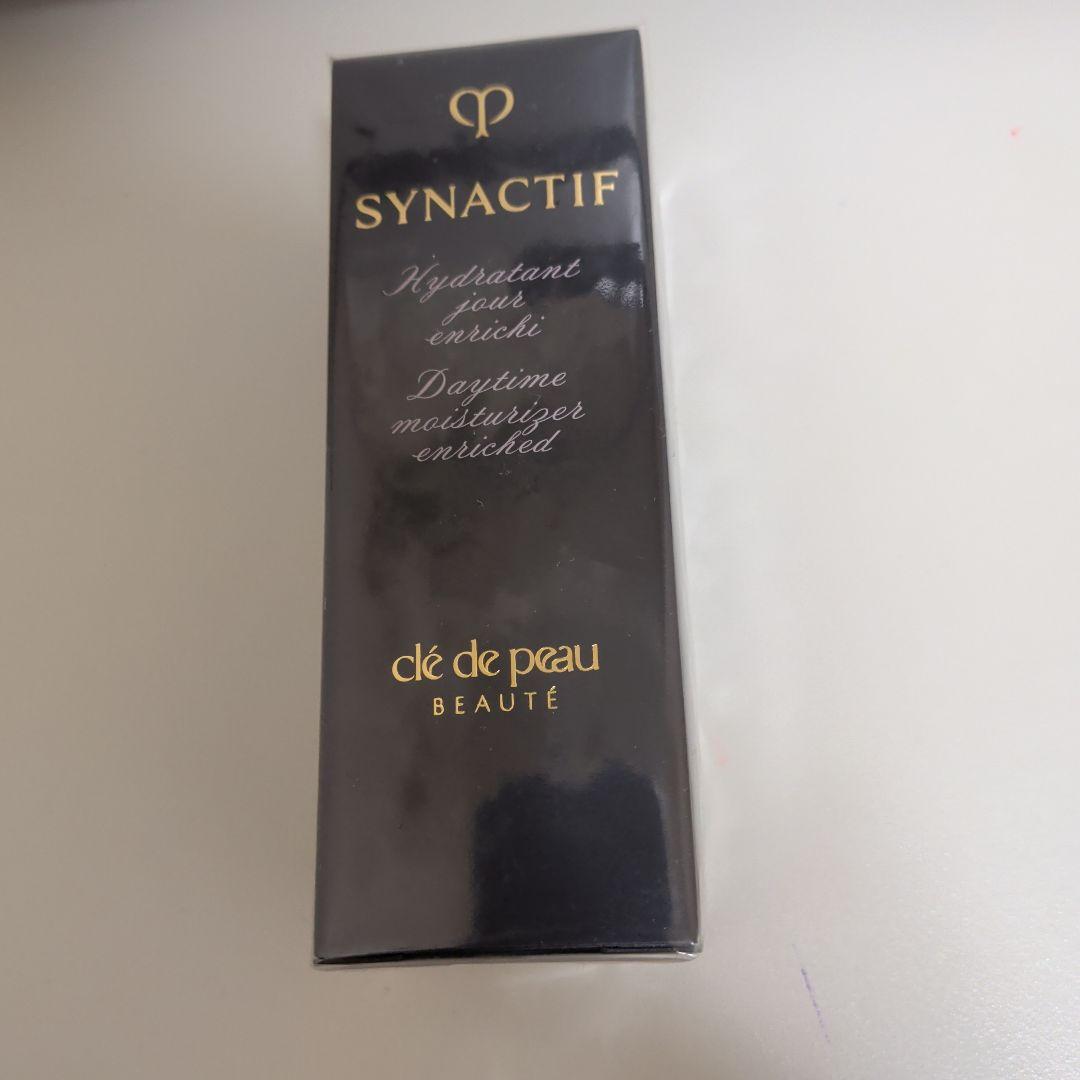 SYNACTIF
Hydratant
jour
enrichi
Daytime
moisturizer
enriched
clé de peau
BEAUTÉ